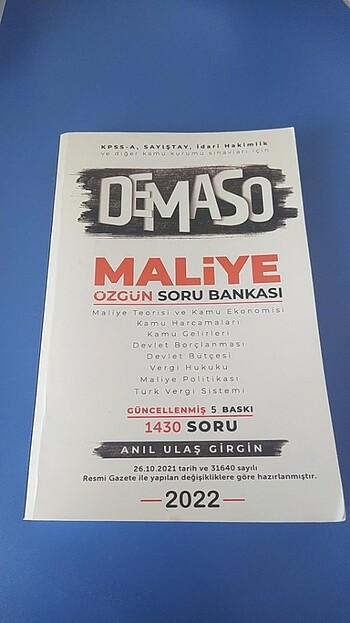 KPSS-A, SAYIŞTAY, İdari Hakimlik
ve diğer kamu kurumu sınavları için
DEMASO
MALİYE
ÖZGÜN SORU BANKASI
Maliye Teorisi ve Kamu Ekonomisi
Kamu Harcamaları
Kamu Gelirleri
Devlet Borçlanması
Devlet Bütçesi
Vergi Hukuku
Maliye Politikası
Türk Vergi Sistemi
GÜNCELLENMİŞ 5. BASKI
1430 SORU
ANIL ULAŞ GİRGİN
26.10.2021 tarih ve 31640 sayılı
Resmi Gazete ile yapılan değişikliklere göre hazırlanmıştır.
2022